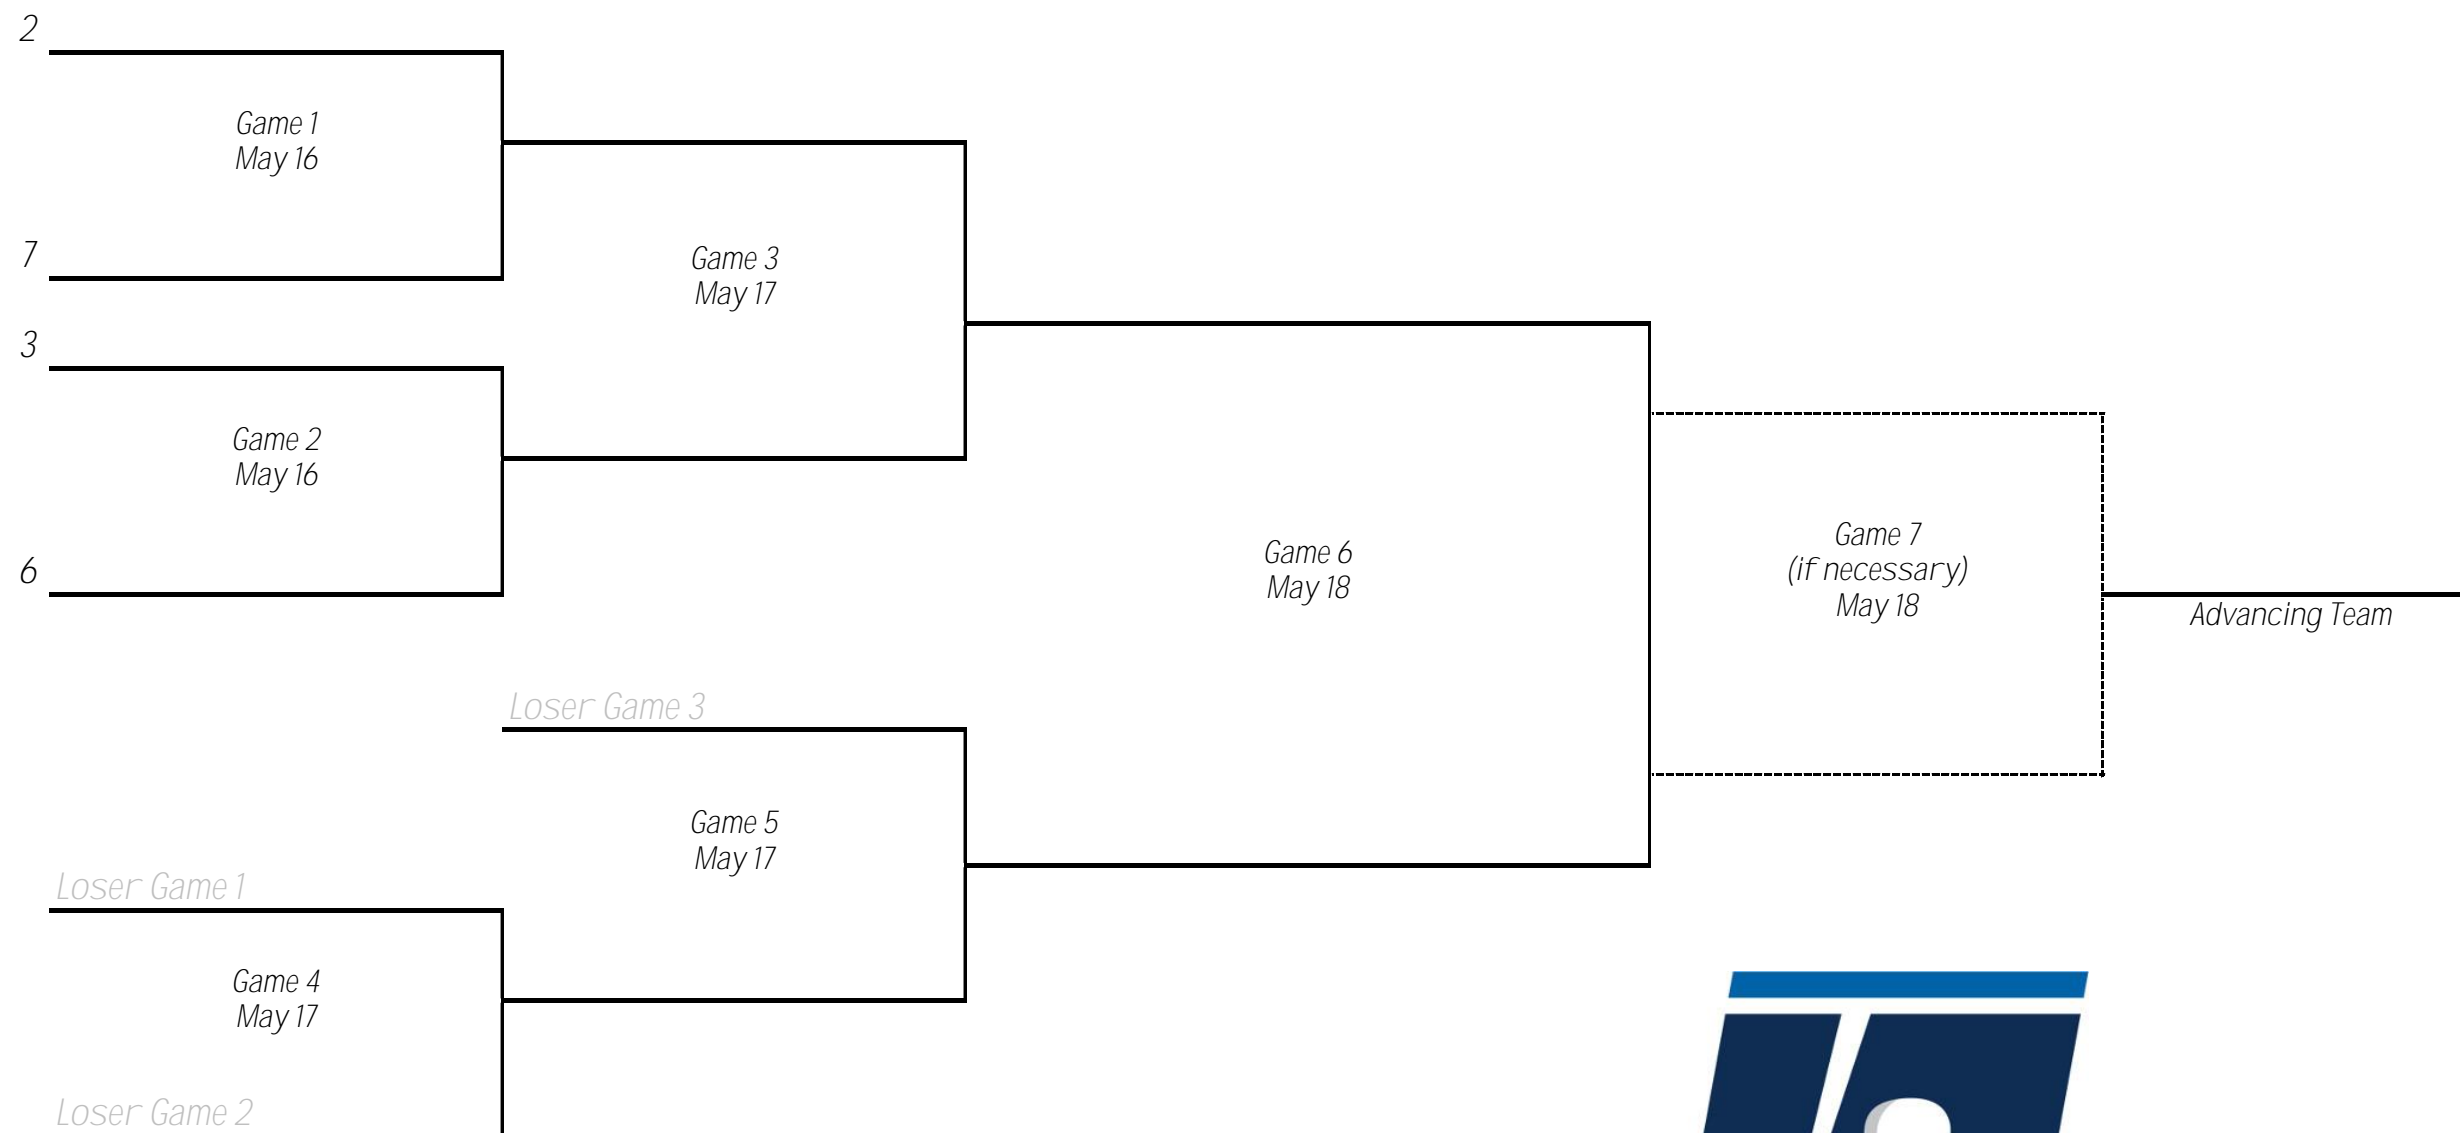 2
Game 1
May 16
7
Game 3
May 17
3
Game 2
May 16
6
Game 6
May 18
Game 7
(if necessary)
May 18
Advancing Team
Loser Game 3
Game 5
May 17
Loser Game 1
Game 4
May 17
Loser Game 2